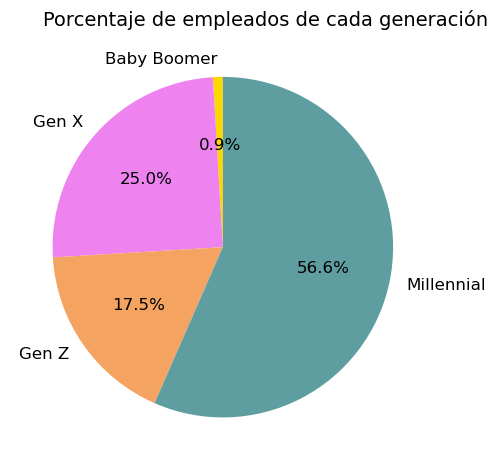 Porcentaje de empleados de cada generación
Baby Boomer
Gen X
0.9%
25.0%
56.6%
Millennial
17.5%
Gen Z